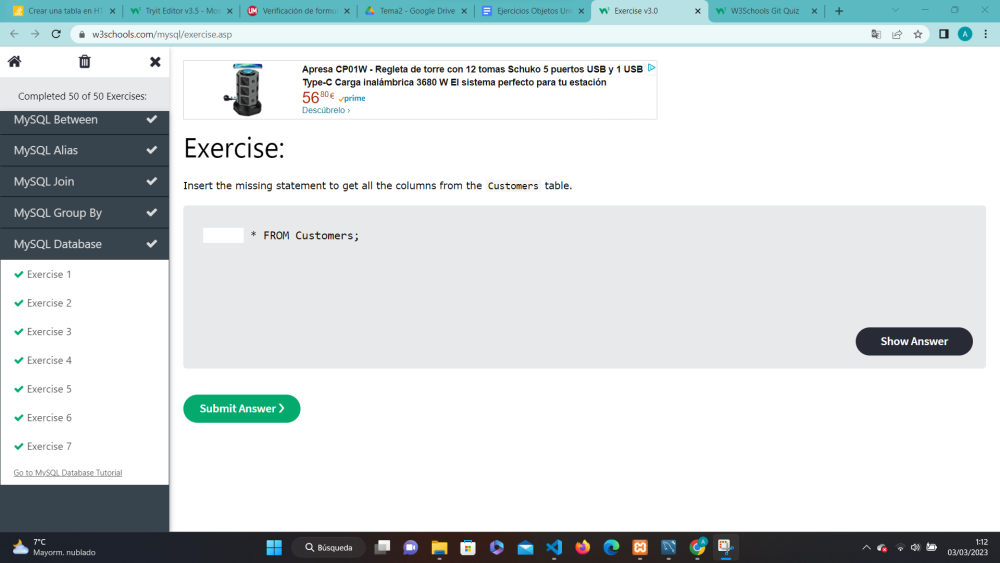 Crear una tabla en HT
Tryit Editor v3.5 - Mos
Verificación de formu
Tema2 - Google Drive
Ejercicios Objetos Uni
Exercise v3.0
W3Schools Git Quiz
w3schools.com/mysql/exercise.asp
A
Completed 50 of 50 Exercises:
MySQL Between
MySQL Alias
MySQL Join
MySQL Group By
MySQL Database
Exercise 1
Exercise 2
Exercise 3
Exercise 4
Exercise 5
Exercise 6
Exercise 7
Go to MySQL Database Tutorial
Apresa CP01W - Regleta de torre con 12 tomas Schuko 5 puertos USB y 1 USB
Type-C Carga inalámbrica 3680 W El sistema perfecto para tu estación
56 80 € prime
Descúbrelo ›
Exercise:
Insert the missing statement to get all the columns from the Customers table.
* FROM Customers;
Show Answer
Submit Answer ❯
7°C
Mayorm. nublado
Búsqueda
1:12
03/03/2023